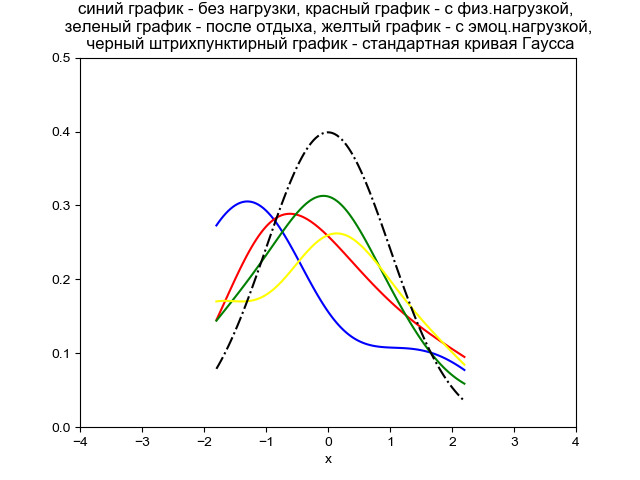 синий график - без нагрузки, красный график - с физ.нагрузкой,
зеленый график - после отдыха, желтый график - с эмоц.нагрузкой,
черный штрихпунктирный график - стандартная кривая Гаусса
0.5
0.4
0.3
0.2
0.1
0.0
−4 −3 −2 −1 0 1 2 3 4
x